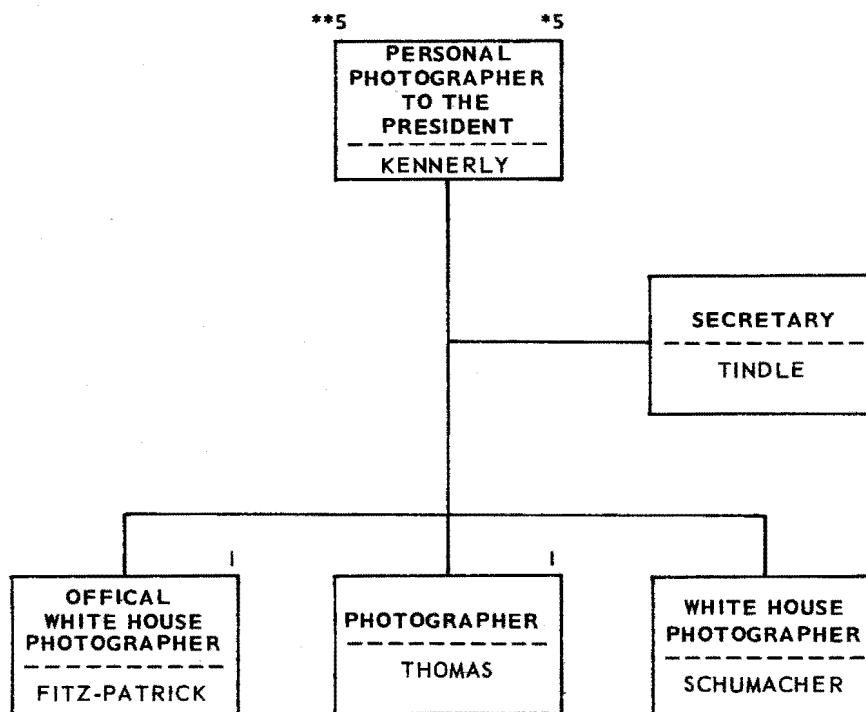 **5 *5
PERSONAL
PHOTOGRAPHER
TO THE
PRESIDENT
KENNERLY
SECRETARY
TINDLE
I I
OFFICAL
WHITE HOUSE
PHOTOGRAPHER
FITZ-PATRICK
PHOTOGRAPHER
THOMAS
WHITE HOUSE
PHOTOGRAPHER
SCHUMACHER